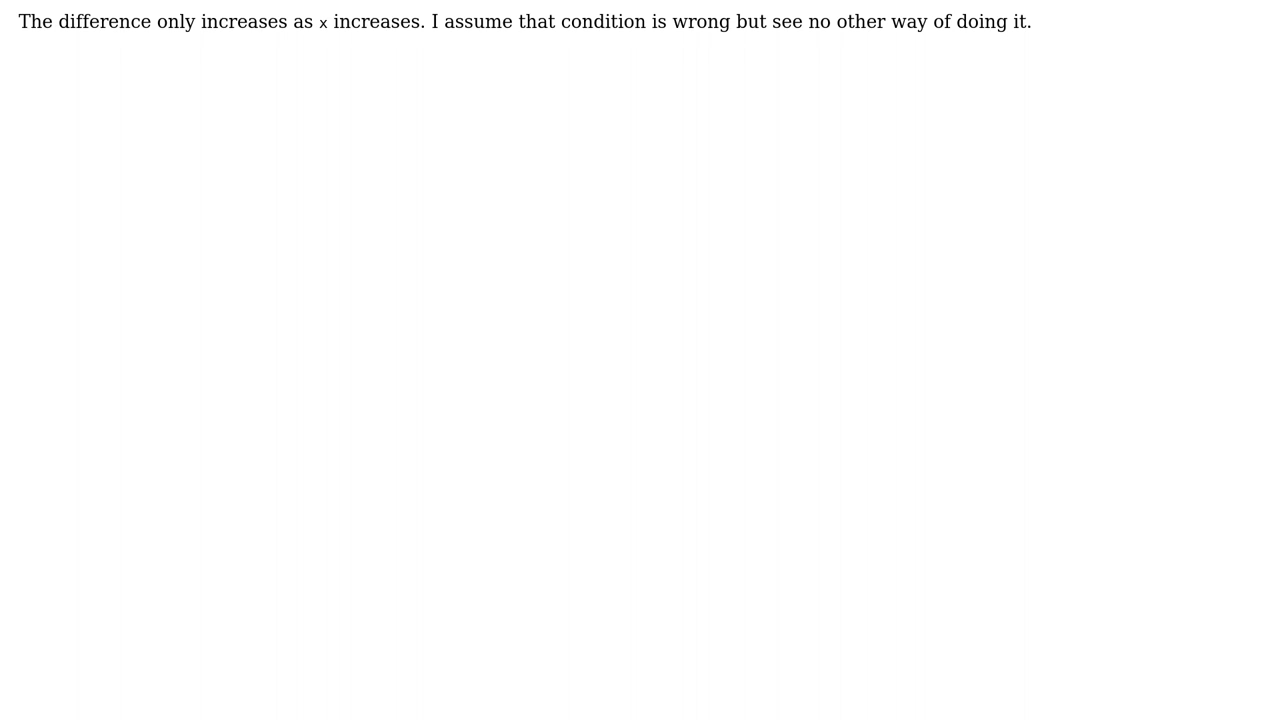 The difference only increases as x increases. I assume that condition is wrong but see no other way of doing it.